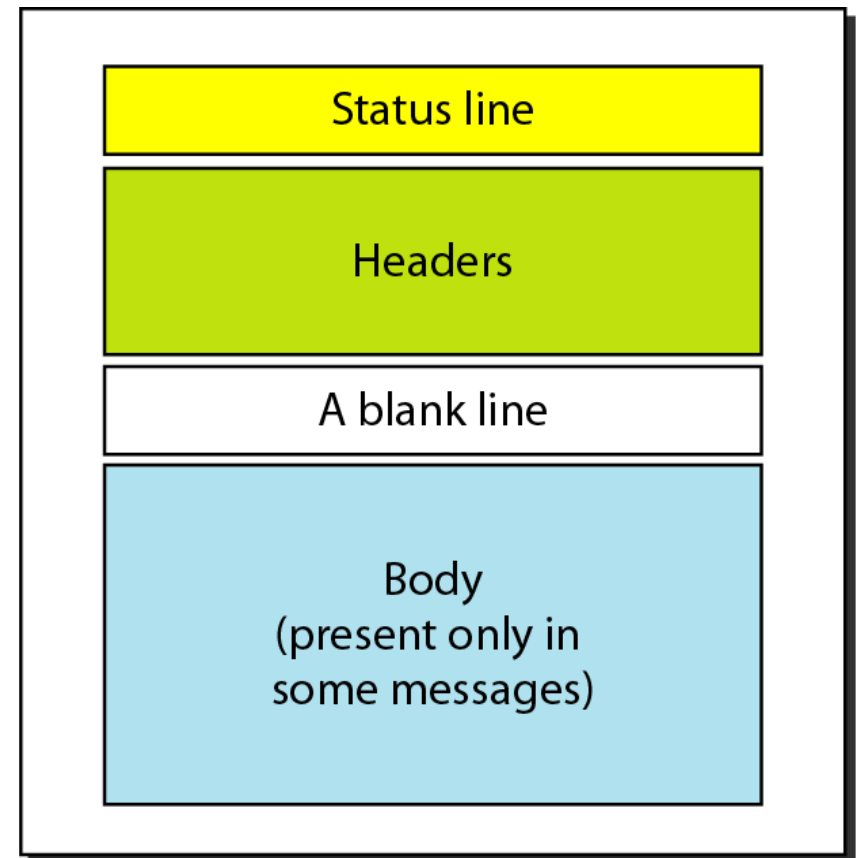 Status line
Headers
A blank line
Body
(present only in
some messages)